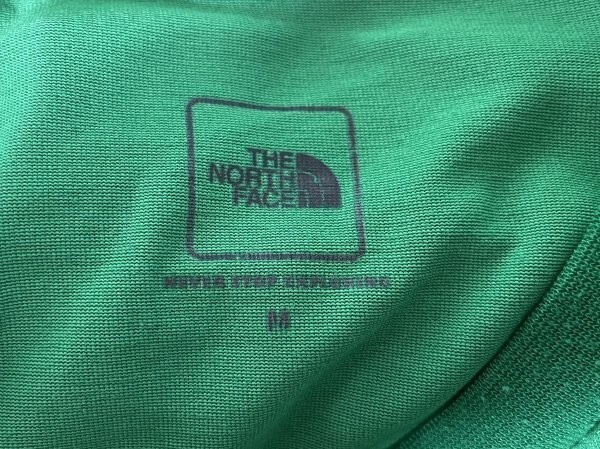 THE
NORTH
FACE
NEVER STOP EXPLORING
M